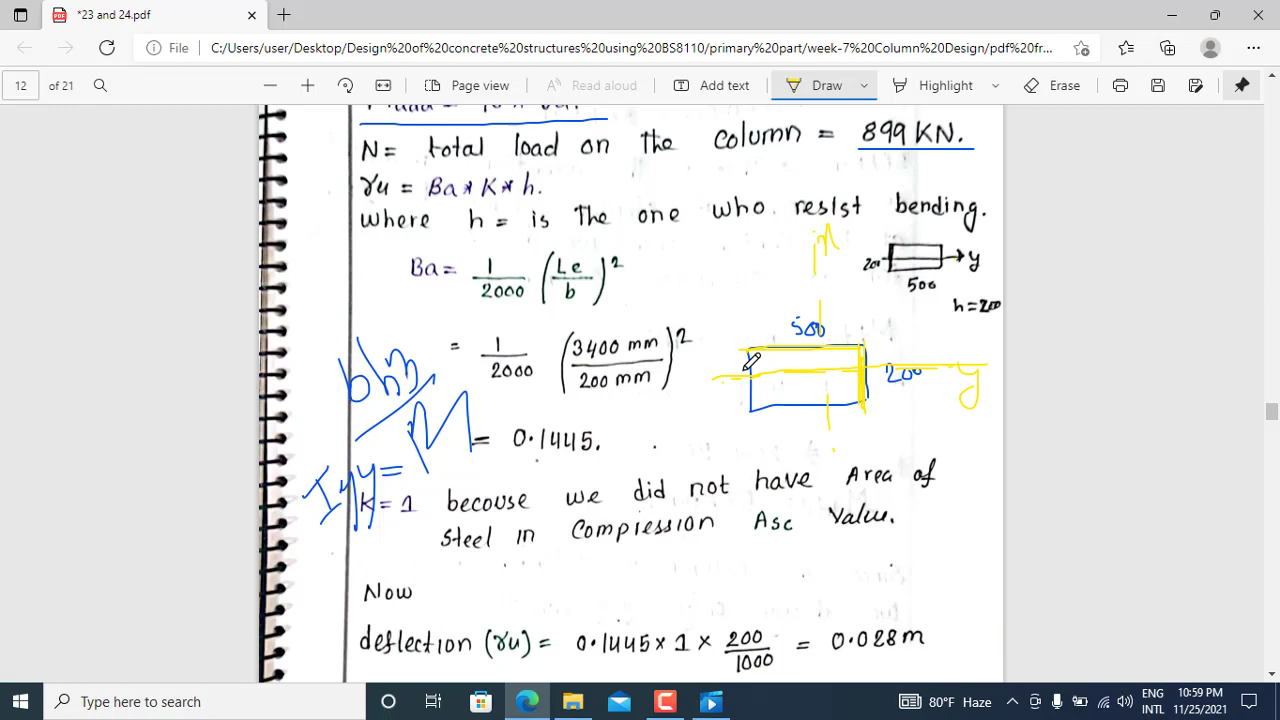 *23 and 24.pdf
File C:/Users/user/Desktop/Design%20of%20concrete%20structures%20using%20BS8110/primary%20part/week-7%20Column%20Design/pdf%20fr...
12 of 21 Page view Read aloud Add text Draw Highlight Erase
N = total load on the column = 899 KN.
γu = Ba * K * h.
where h = is the one who resist bending.
200 y
500
h = 200
Ba = 1/2000 (Le/b)²
500
= 1/2000 (3400 mm/200 mm)²
200 y
= 0.1445.
Iyy =
K = 1 becouse we did not have Area of
Steel in Compression Asc Value.
Now
deflection (γu) = 0.1445 x 1 x 200/1000 = 0.028 m
Type here to search
80°F Haze
ENG
INTL
10:59 PM
11/25/2021